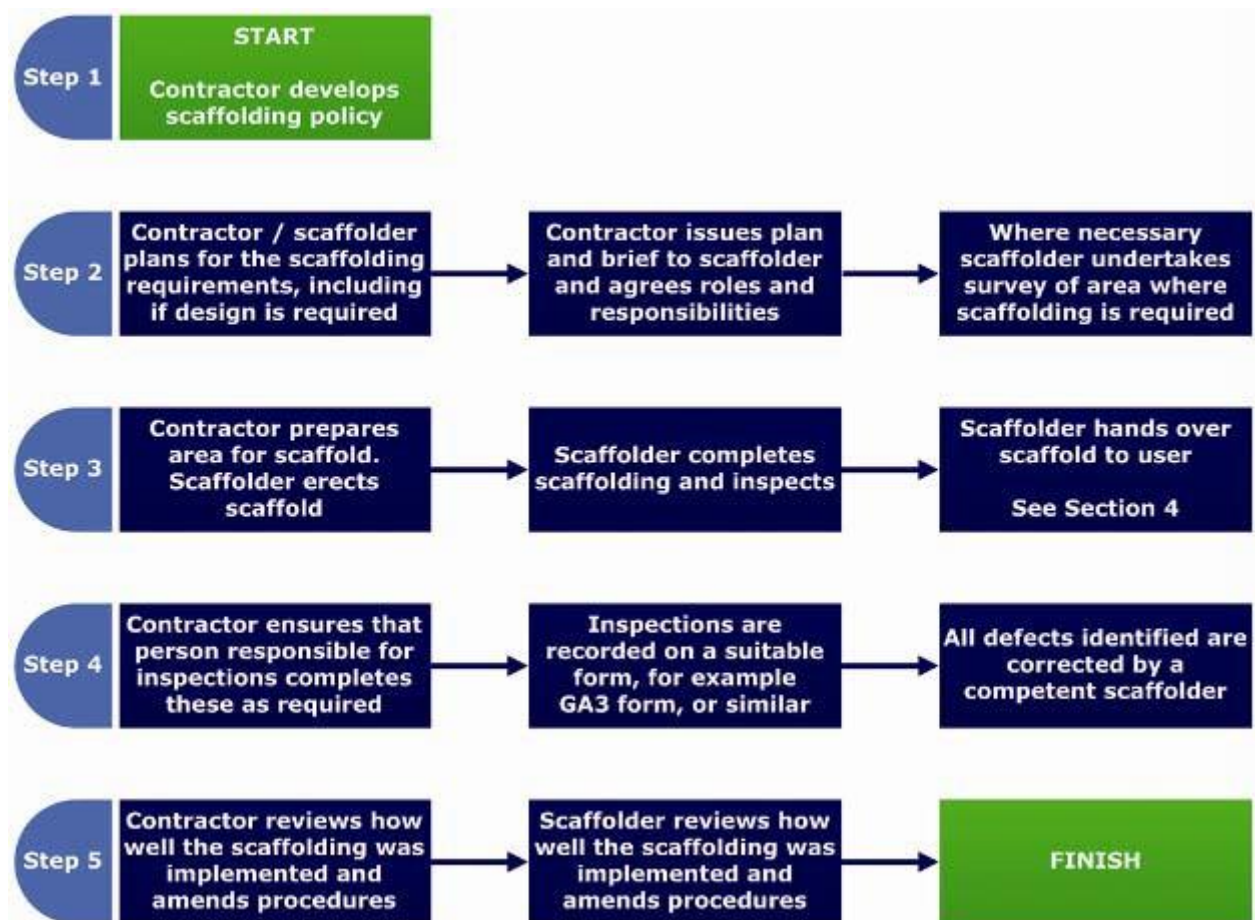 Step 1
START
Contractor develops
scaffolding policy
Step 2
Contractor / scaffolder
plans for the scaffolding
requirements, including
if design is required
Contractor issues plan
and brief to scaffolder
and agrees roles and
responsibilities
Where necessary
scaffolder undertakes
survey of area where
scaffolding is required
Step 3
Contractor prepares
area for scaffold.
Scaffolder erects
scaffold
Scaffolder completes
scaffolding and inspects
Scaffolder hands over
scaffold to user
See Section 4
Step 4
Contractor ensures that
person responsible for
inspections completes
these as required
Inspections are
recorded on a suitable
form, for example
GA3 form, or similar
All defects identified are
corrected by a
competent scaffolder
Step 5
Contractor reviews how
well the scaffolding was
implemented and
amends procedures
Scaffolder reviews how
well the scaffolding was
implemented and
amends procedures
FINISH